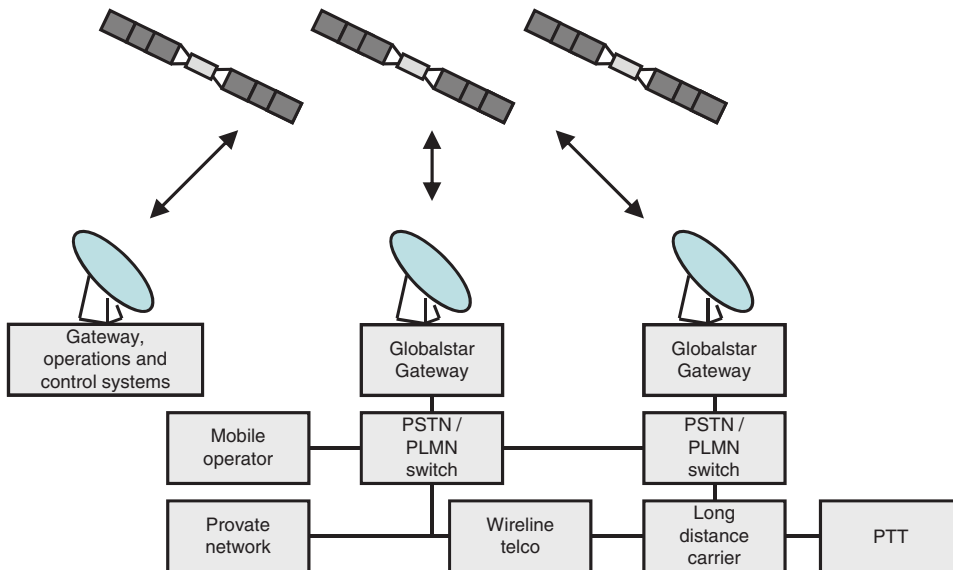 Gateway,
operations and
control systems
Globalstar
Gateway
Globalstar
Gateway
Mobile
operator
PSTN /
PLMN
switch
PSTN /
PLMN
switch
Provate
network
Wireline
telco
Long
distance
carrier
PTT